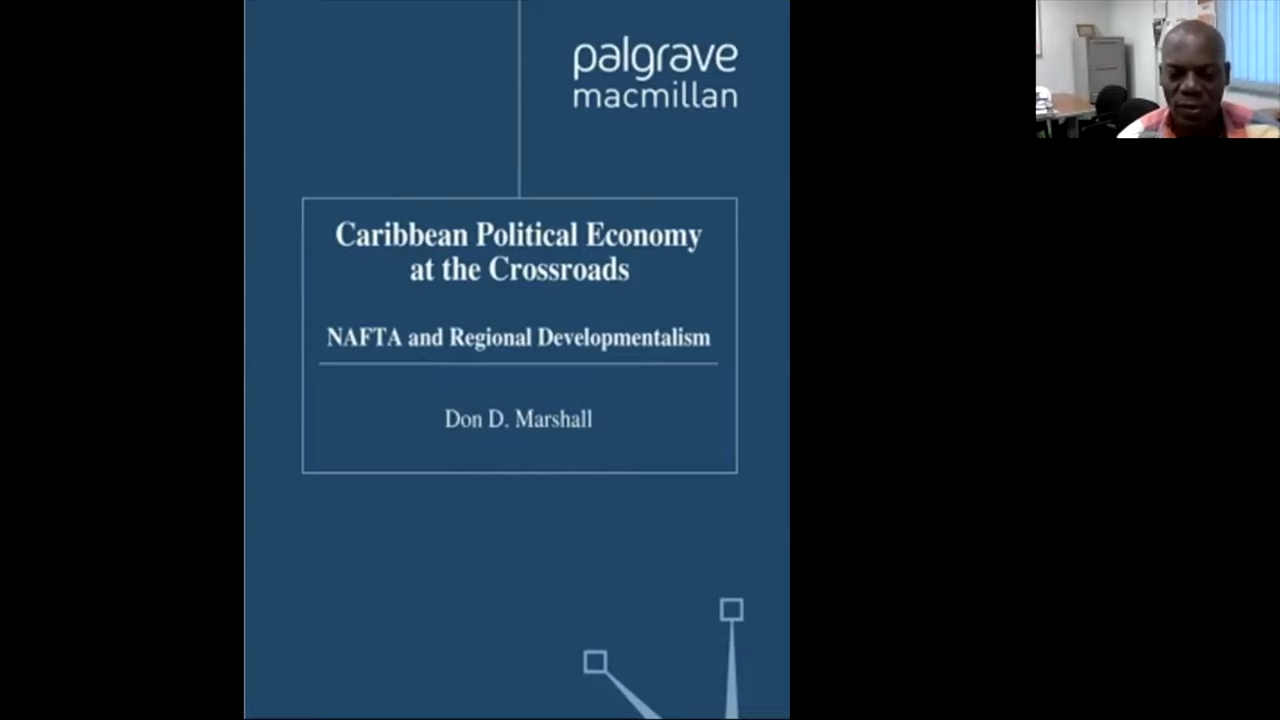 palgrave
macmillan
Caribbean Political Economy
at the Crossroads
NAFTA and Regional Developmentalism
Don D. Marshall